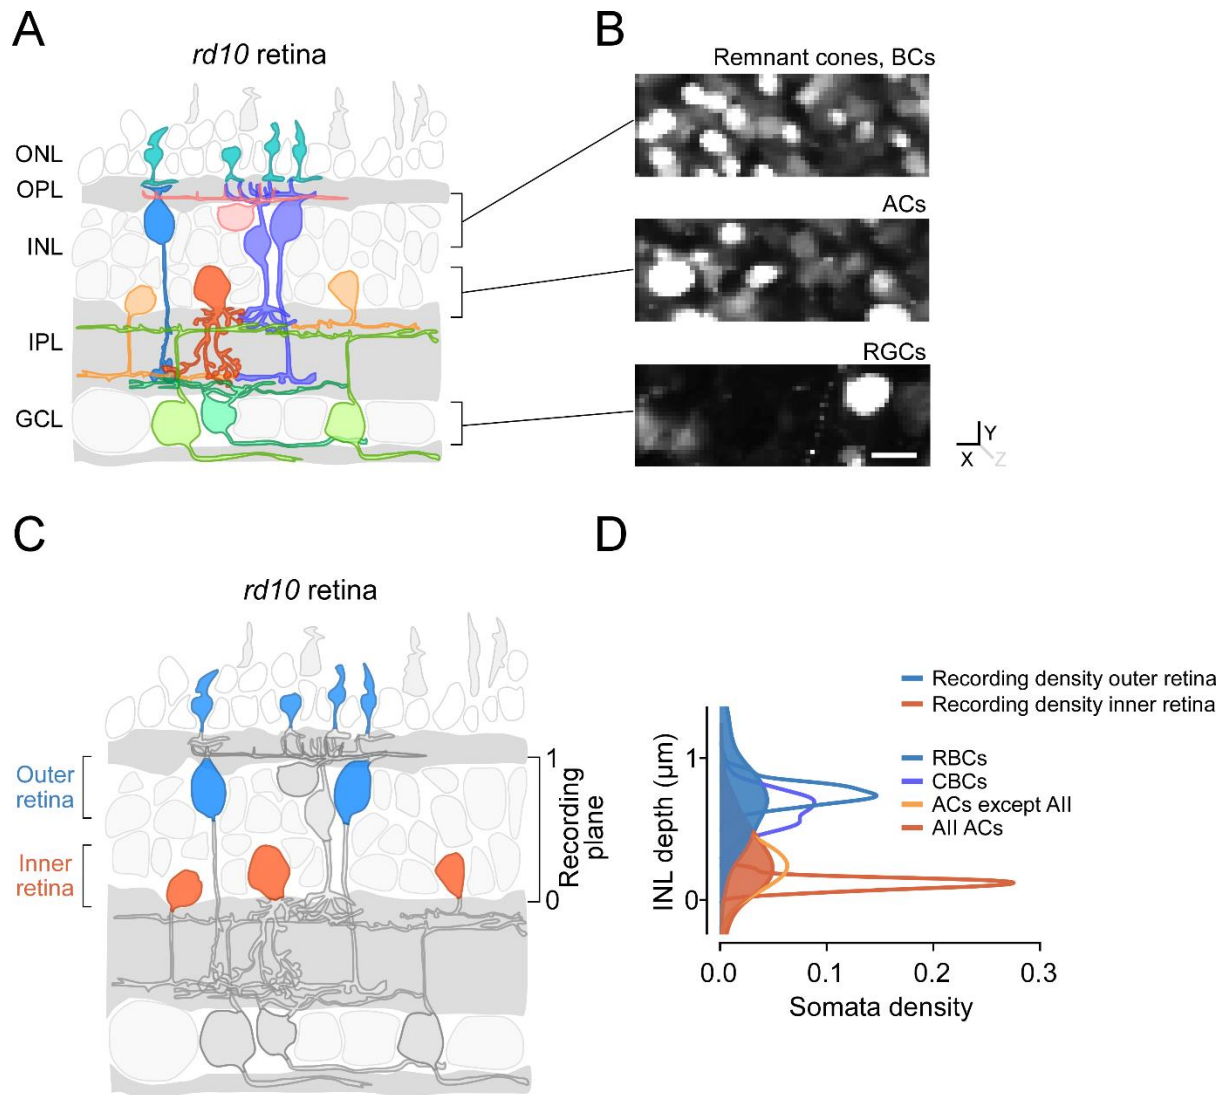 A
rd10 retina
ONL
OPL
INL
IPL
GCL
B
Remnant cones, BCs
ACs
RGCs
Y
X
Z
C
rd10 retina
Outer
retina
Inner
retina
1
Recording
plane
0
D
Recording density outer retina
Recording density inner retina
RBCs
CBCs
ACs except AII
AII ACs
INL depth (μm)
1
0
0.0 0.1 0.2 0.3
Somata density